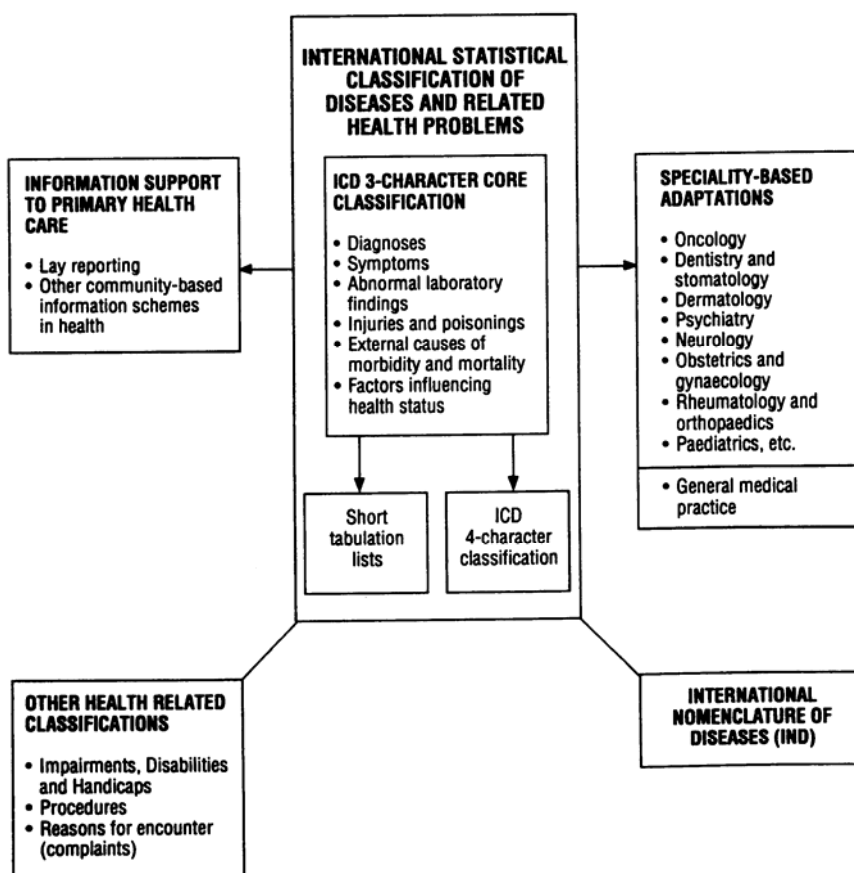 INTERNATIONAL STATISTICAL
CLASSIFICATION OF
DISEASES AND RELATED
HEALTH PROBLEMS
INFORMATION SUPPORT
TO PRIMARY HEALTH
CARE
• Lay reporting
• Other community-based
information schemes
in health
ICD 3-CHARACTER CORE
CLASSIFICATION
• Diagnoses
• Symptoms
• Abnormal laboratory
findings
• Injuries and poisonings
• External causes of
morbidity and mortality
• Factors influencing
health status
SPECIALITY-BASED
ADAPTATIONS
• Oncology
• Dentistry and
stomatology
• Dermatology
• Psychiatry
• Neurology
• Obstetrics and
gynaecology
• Rheumatology and
orthopaedics
• Paediatrics, etc.
• General medical
practice
Short
tabulation
lists
ICD
4-character
classification
OTHER HEALTH RELATED
CLASSIFICATIONS
• Impairments, Disabilities
and Handicaps
• Procedures
• Reasons for encounter
(complaints)
INTERNATIONAL
NOMENCLATURE OF
DISEASES (IND)